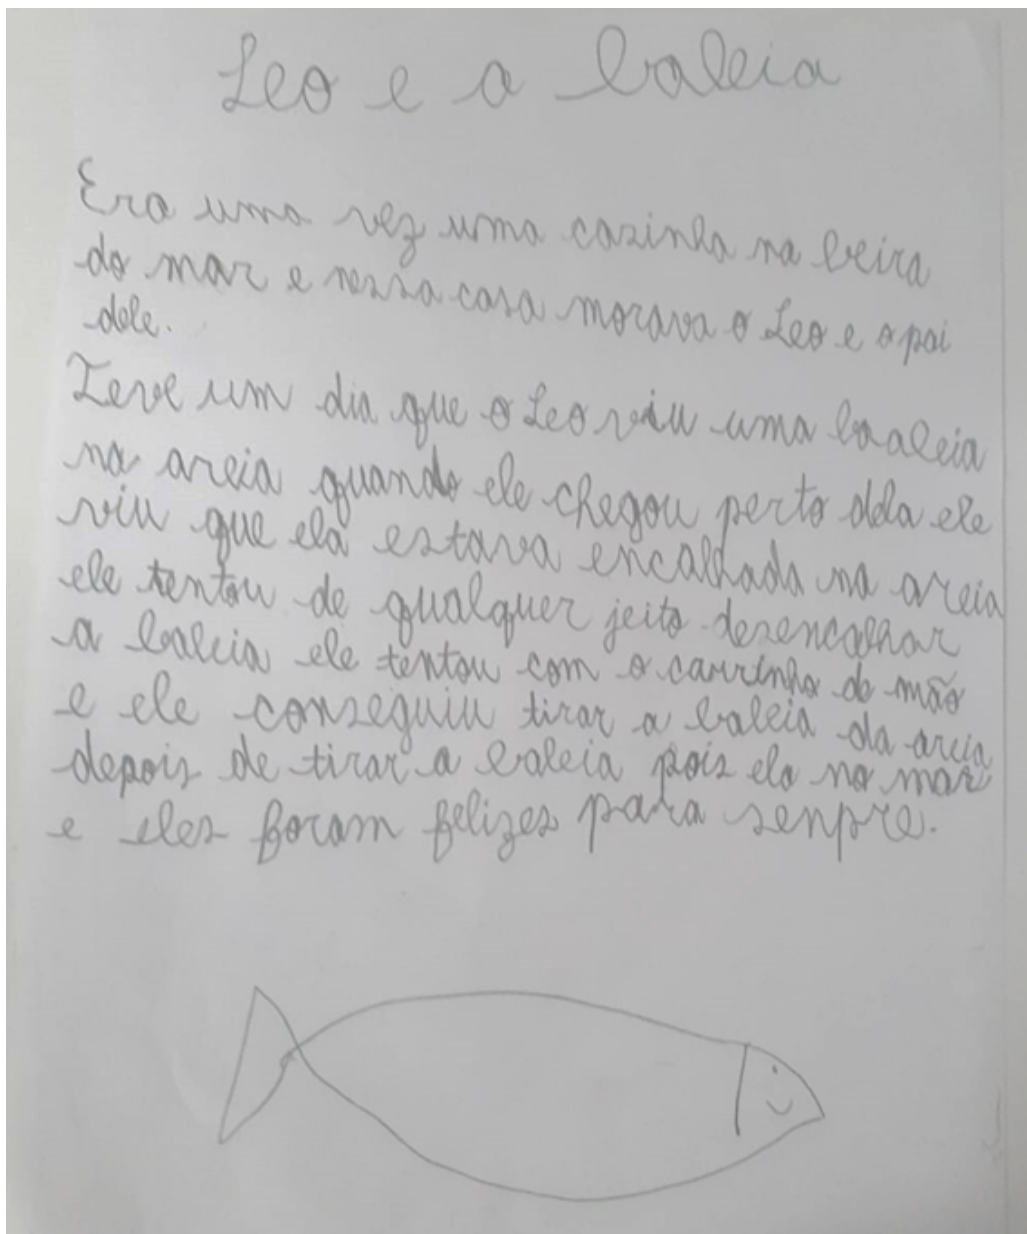 Leo e a baleia
Era uma vez uma casinha na beira
do mar e nessa casa morava o Leo e o pai
dele.
Teve um dia que o Leo viu uma baaleia
na areia quando ele chegou perto dela ele
viu que ela estava encalhada na areia
ele tentou de qualquer jeito desencalhar
a baleia ele tentou com o carrinho de mão
e ele conseguiu tirar a baleia da areia
depois de tirar a baleia pois ela no mar
e eles foram felizes para senpre.